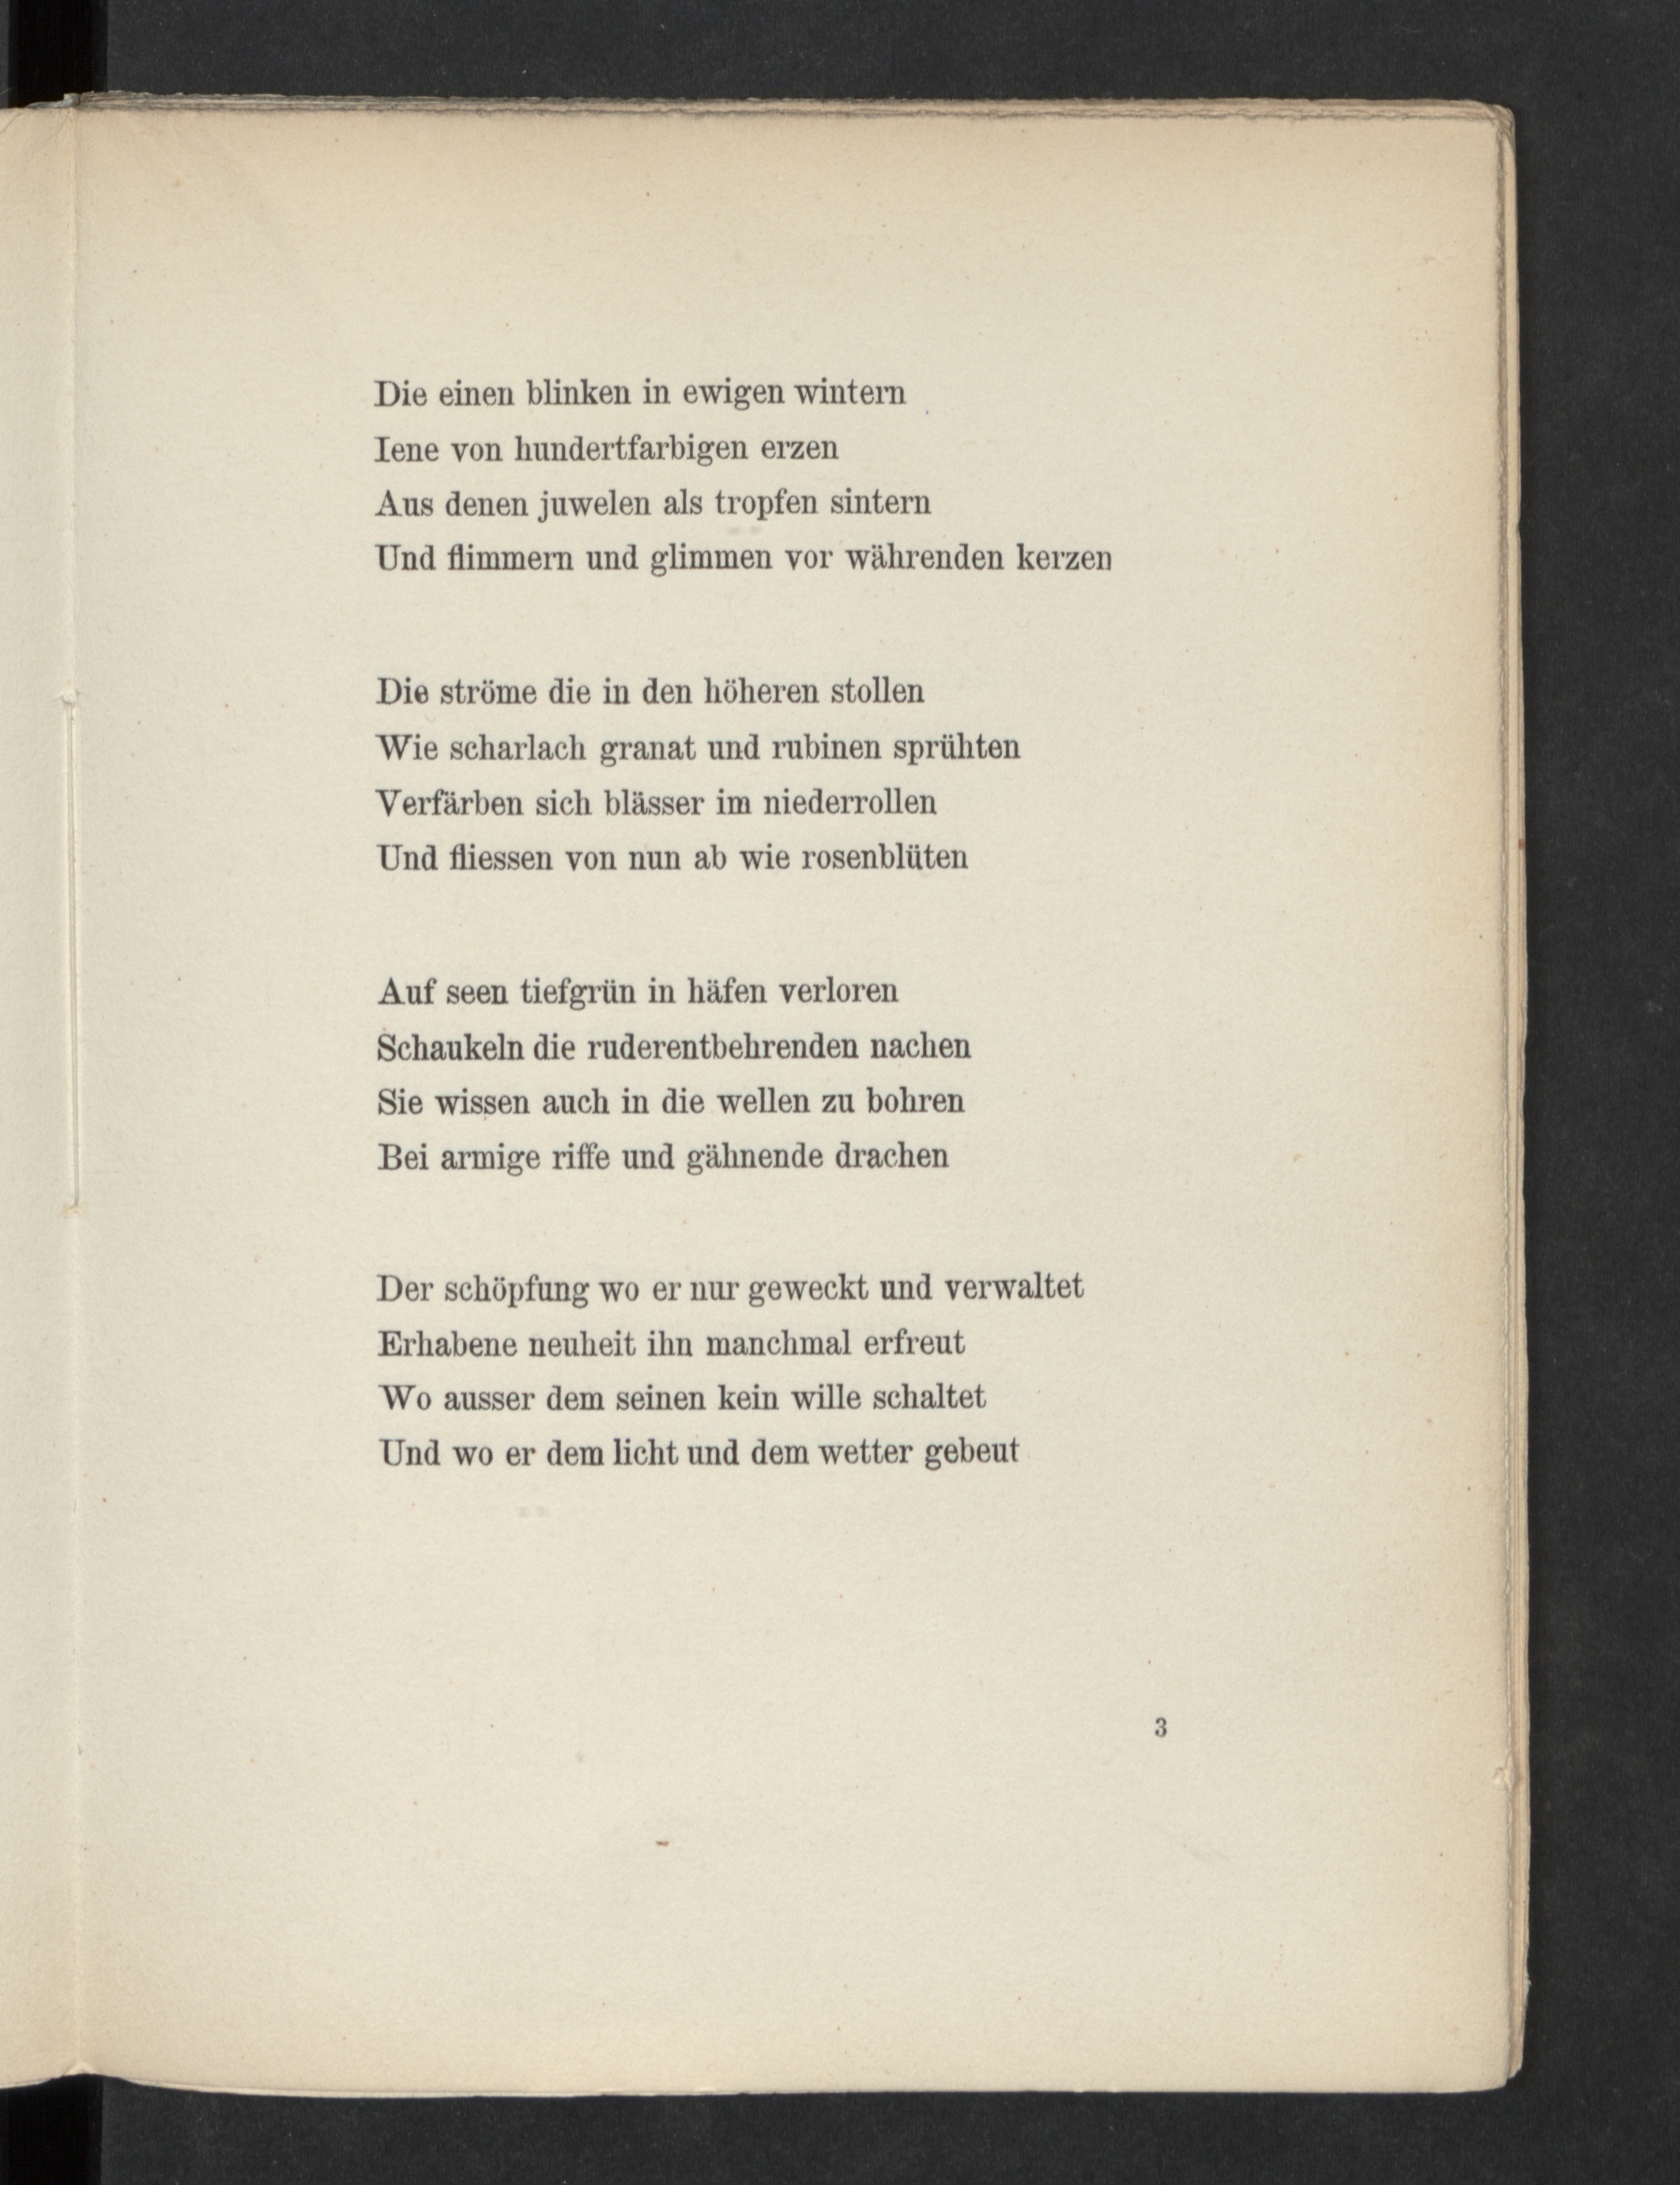 Die einen blinken in ewigen wintern
Iene von hundertfarbigen erzen
Aus denen juwelen als tropfen sintern
Und flimmern und glimmen vor währenden kerzen
Die ströme die in den höheren stollen
Wie scharlach granat und rubinen sprühten
Verfärben sich blässer im niederrollen
Und fliessen von nun ab wie rosenblüten
Auf seen tiefgrün in häfen verloren
Schaukeln die ruderentbehrenden nachen
Sie wissen auch in die wellen zu bohren
Bei armige riffe und gähnende drachen
Der schöpfung wo er nur geweckt und verwaltet
Erhabene neuheit ihn manchmal erfreut
Wo ausser dem seinen kein wille schaltet
Und wo er dem licht und dem wetter gebeut
3